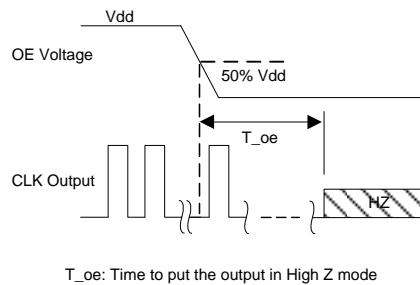 Vdd
OE Voltage
50% Vdd
T_oe
CLK Output
HZ
T_oe: Time to put the output in High Z mode